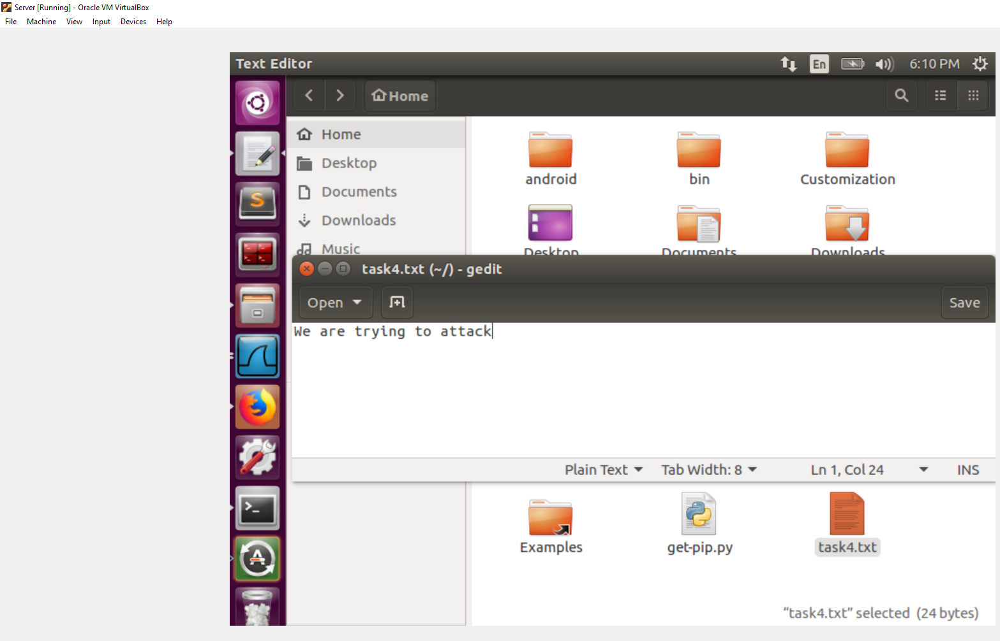 Server [Running] - Oracle VM VirtualBox
File Machine View Input Devices Help
Text Editor
En
6:10 PM
Home
Home
Desktop
Documents
Downloads
Music
android
bin
Customization
Desktop
Documents
Downloads
task4.txt (~/) - gedit
Open
Save
We are trying to attack
Plain Text
Tab Width: 8
Ln 1, Col 24
INS
Examples
get-pip.py
task4.txt
“task4.txt” selected (24 bytes)